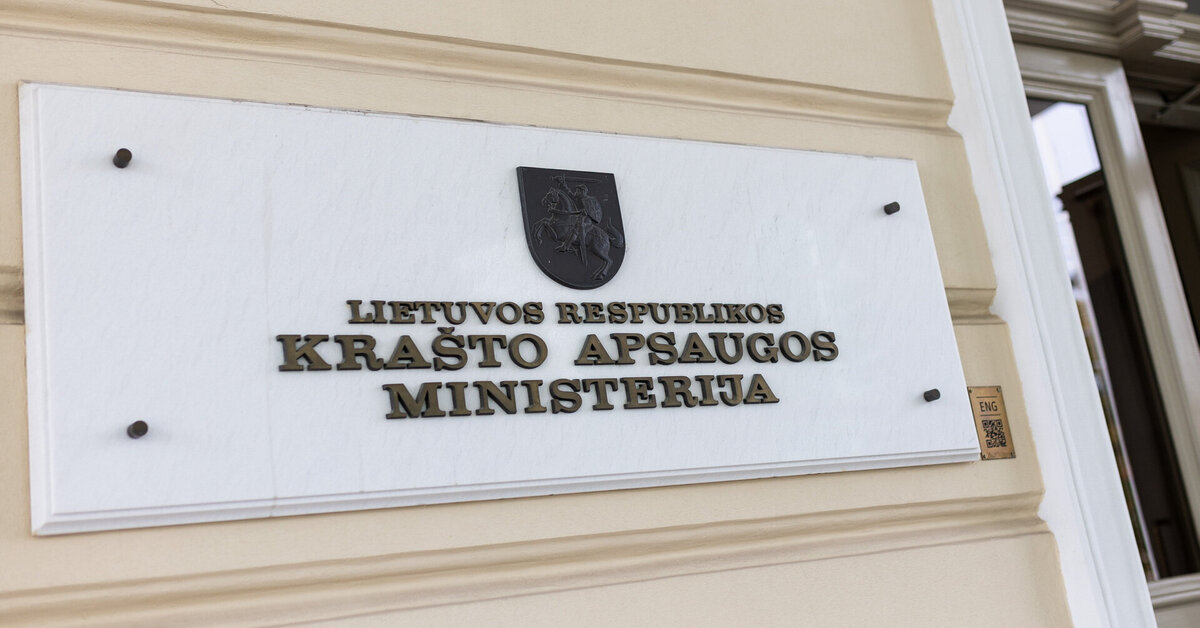 LIETUVOS RESPUBLIKOS
KRAŠTO APSAUGOS
MINISTERIJA
ENG